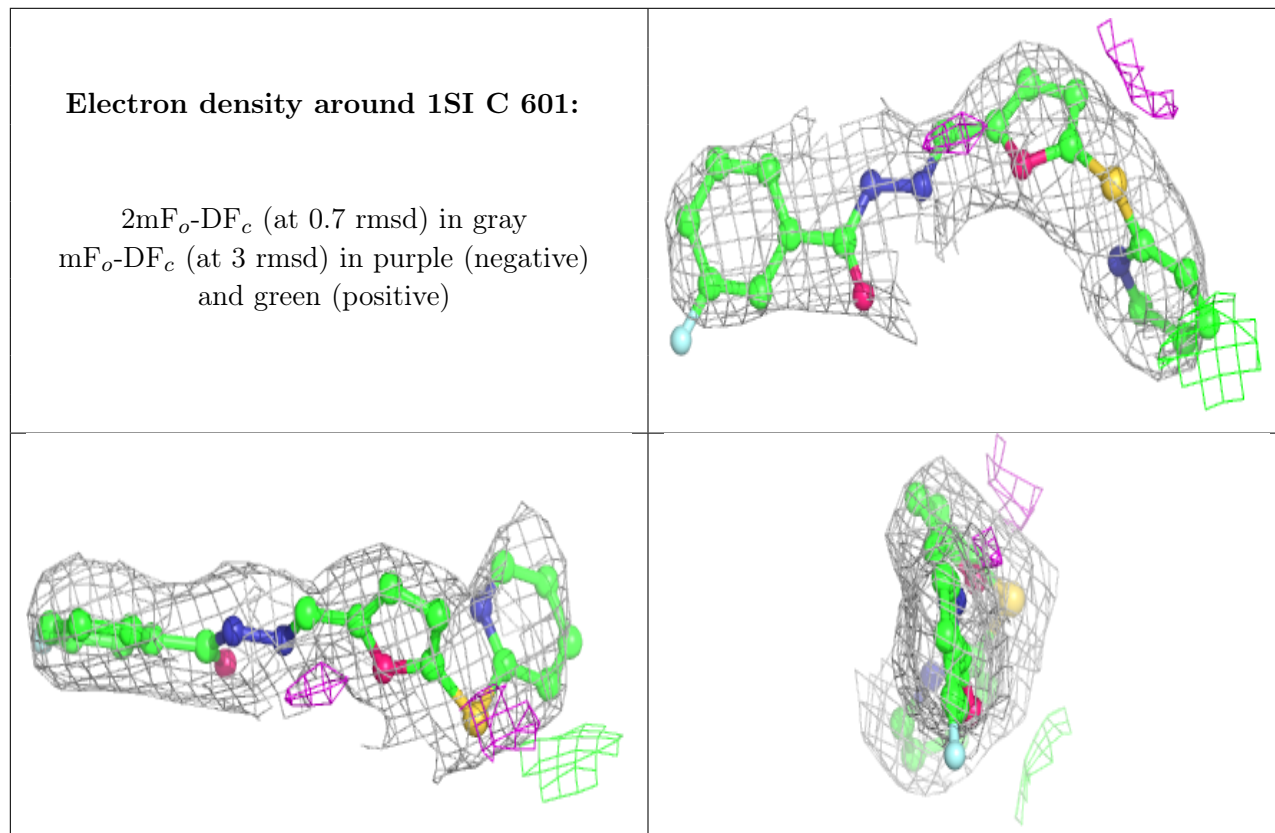 Electron density around 1SI C 601:
2mFₒ-DF𝒸 (at 0.7 rmsd) in gray
mFₒ-DF𝒸 (at 3 rmsd) in purple (negative)
and green (positive)